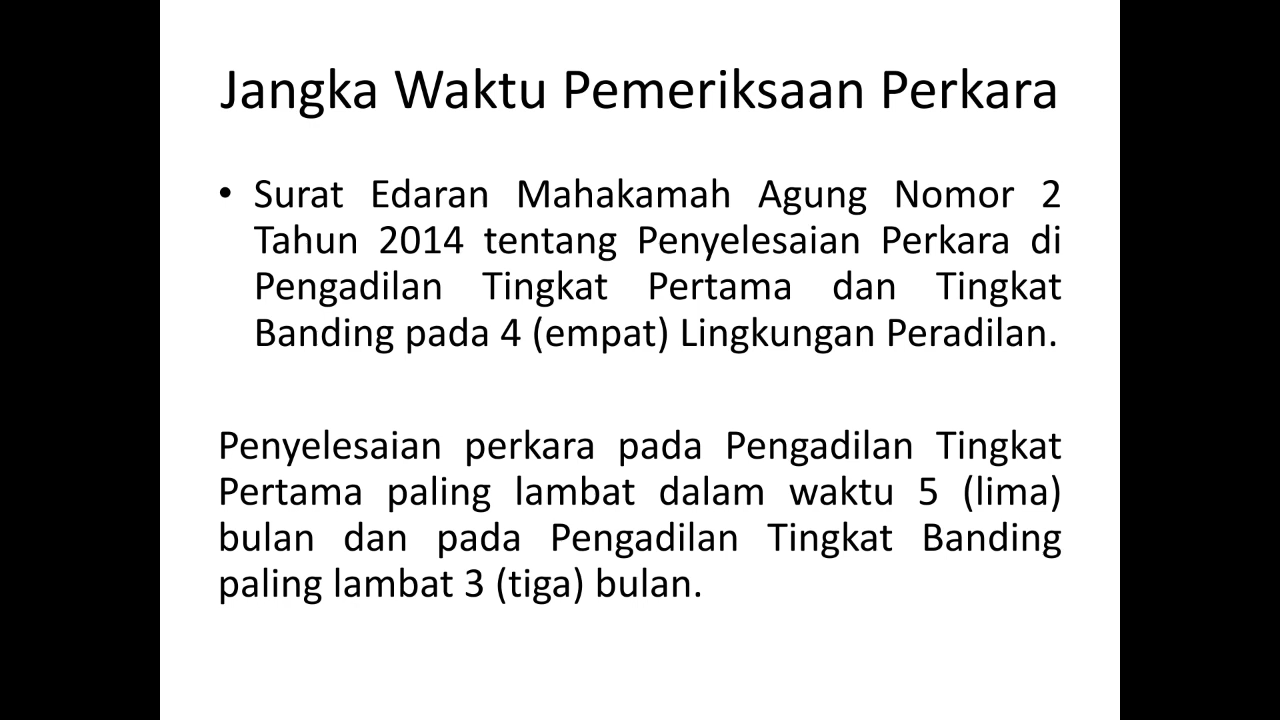 Jangka Waktu Pemeriksaan Perkara
• Surat Edaran Mahakamah Agung Nomor 2
Tahun 2014 tentang Penyelesaian Perkara di
Pengadilan Tingkat Pertama dan Tingkat
Banding pada 4 (empat) Lingkungan Peradilan.
Penyelesaian perkara pada Pengadilan Tingkat
Pertama paling lambat dalam waktu 5 (lima)
bulan dan pada Pengadilan Tingkat Banding
paling lambat 3 (tiga) bulan.